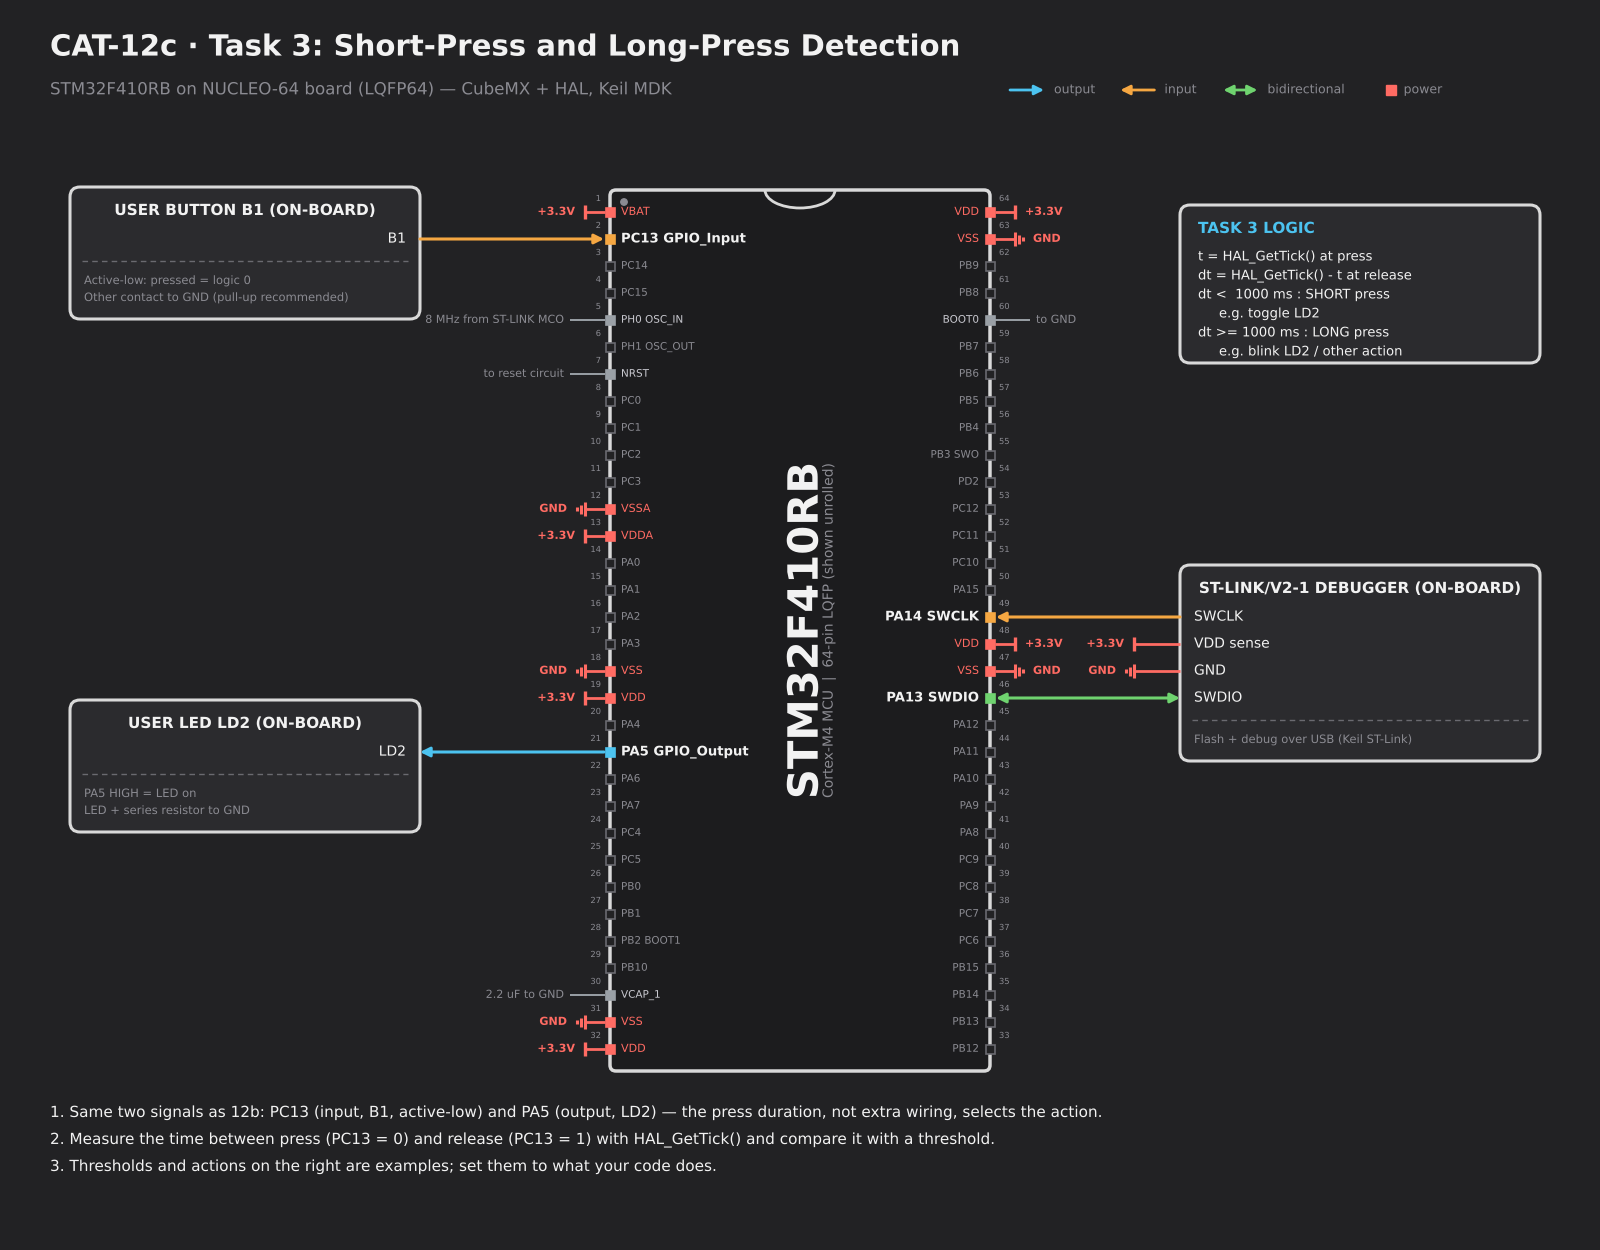 CAT-12c · Task 3: Short-Press and Long-Press Detection
STM32F410RB on NUCLEO-64 board (LQFP64) — CubeMX + HAL, Keil MDK
output
input
bidirectional
power
USER BUTTON B1 (ON-BOARD)
B1
Active-low: pressed = logic 0
Other contact to GND (pull-up recommended)
USER LED LD2 (ON-BOARD)
LD2
PA5 HIGH = LED on
LED + series resistor to GND
1
+3.3V VBAT
2
PC13 GPIO_Input
3
PC14
4
PC15
5
8 MHz from ST-LINK MCO PH0 OSC_IN
6
PH1 OSC_OUT
7
to reset circuit NRST
8
PC0
9
PC1
10
PC2
11
PC3
12
GND VSSA
13
+3.3V VDDA
14
PA0
15
PA1
16
PA2
17
PA3
18
GND VSS
19
+3.3V VDD
20
PA4
21
PA5 GPIO_Output
22
PA6
23
PA7
24
PC4
25
PC5
26
PB0
27
PB1
28
PB2 BOOT1
29
PB10
30
2.2 uF to GND VCAP_1
31
GND VSS
32
+3.3V VDD
STM32F410RB
Cortex-M4 MCU | 64-pin LQFP (shown unrolled)
64
VDD +3.3V
63
VSS GND
62
PB9
61
PB8
60
BOOT0 to GND
59
PB7
58
PB6
57
PB5
56
PB4
55
PB3 SWO
54
PD2
53
PC12
52
PC11
51
PC10
50
PA15
49
PA14 SWCLK
48
VDD +3.3V
47
VSS GND
46
PA13 SWDIO
45
PA12
44
PA11
43
PA10
42
PA9
41
PA8
40
PC9
39
PC8
38
PC7
37
PC6
36
PB15
35
PB14
34
PB13
33
PB12
TASK 3 LOGIC
t = HAL_GetTick() at press
dt = HAL_GetTick() - t at release
dt < 1000 ms : SHORT press
e.g. toggle LD2
dt >= 1000 ms : LONG press
e.g. blink LD2 / other action
ST-LINK/V2-1 DEBUGGER (ON-BOARD)
SWCLK
+3.3V VDD sense
GND GND
SWDIO
Flash + debug over USB (Keil ST-Link)
1. Same two signals as 12b: PC13 (input, B1, active-low) and PA5 (output, LD2) — the press duration, not extra wiring, selects the action.
2. Measure the time between press (PC13 = 0) and release (PC13 = 1) with HAL_GetTick() and compare it with a threshold.
3. Thresholds and actions on the right are examples; set them to what your code does.